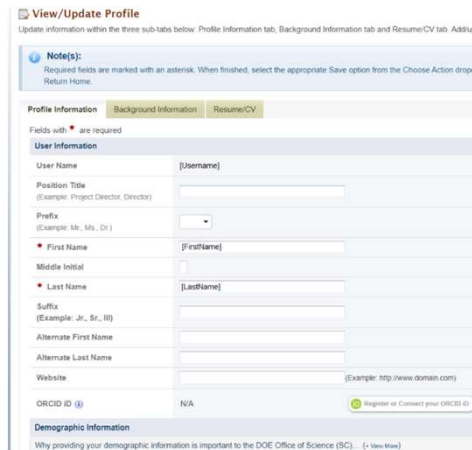 View/Update Profile
Update information within the three sub-tabs below: Profile Information tab, Background Information tab and Resume/CV tab. Add/u
Note(s):
Required fields are marked with an asterisk. When finished, select the appropriate Save option from the Choose Action drop
Return Home.
Profile Information Background Information Resume/CV
Fields with * are required
User Information
User Name [Username]
Position Title
(Example: Project Director, Director)
Prefix
(Example: Mr., Ms., Dr.)
* First Name [FirstName]
Middle Initial
* Last Name [LastName]
Suffix
(Example: Jr., Sr., III)
Alternate First Name
Alternate Last Name
Website (Example: http://www.domain.com)
ORCID iD N/A iD Register or Connect your ORCID iD
Demographic Information
Why providing your demographic information is important to the DOE Office of Science (SC)... (+ View More)